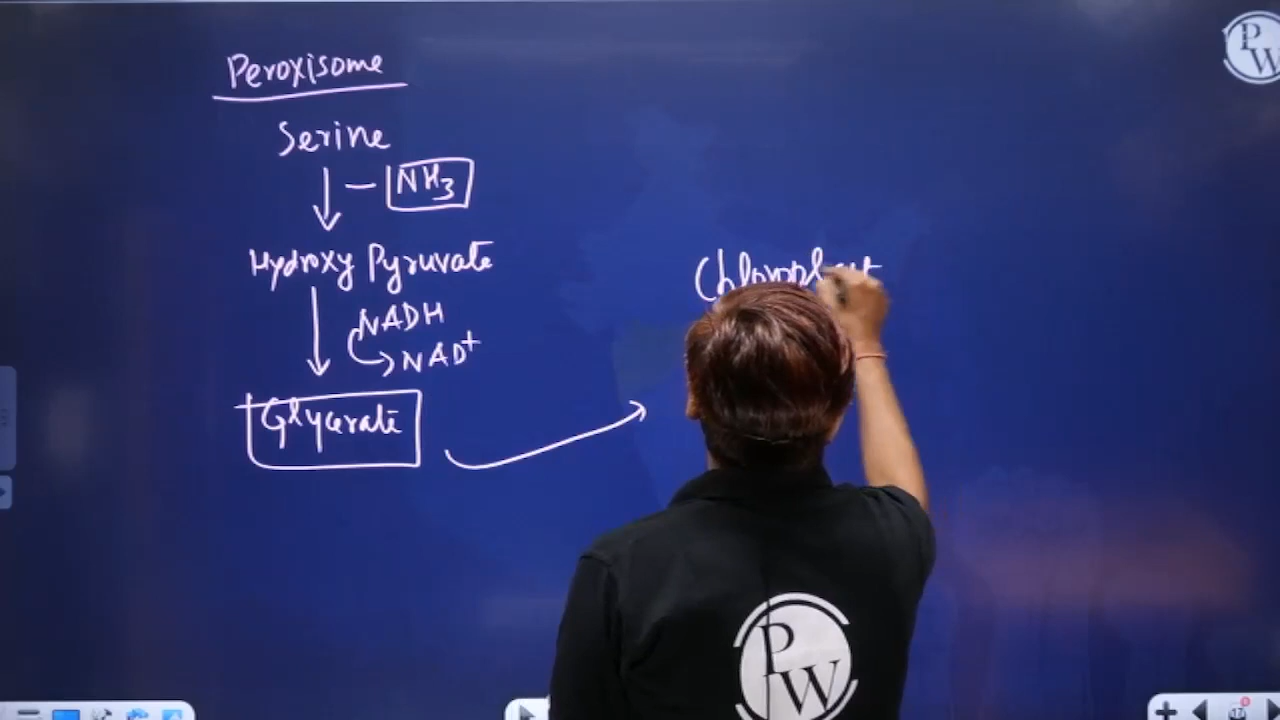 Peroxisome
Serine
NH3
Hydroxy Pyruvate
NADH
NAD+
Glycerate
PW
PW